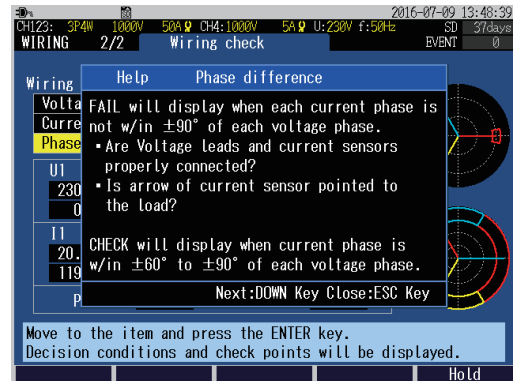 2016-07-09 13:48:39
CH123: 3P4W 1000V 50A CH4:1000V 5A U:230V f:50Hz SD 37days
WIRING 2/2 Wiring check EVENT 0
Wiring
Help Phase difference
Volta
Curre
Phase
FAIL will display when each current phase is
not w/in ±90° of each voltage phase.
▪Are Voltage leads and current sensors
properly connected?
▪Is arrow of current sensor pointed to
the load?
CHECK will display when current phase is
w/in ±60° to ±90° of each voltage phase.
Next:DOWN Key Close:ESC Key
U1
230
0
I1
20.
119
P
Move to the item and press the ENTER key.
Decision conditions and check points will be displayed.
Hold